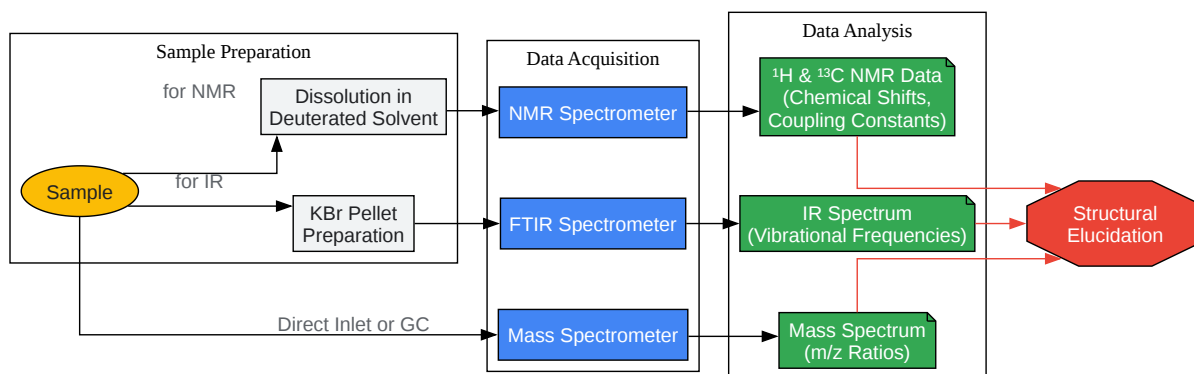 Sample Preparation
for NMR
Dissolution in
Deuterated Solvent
Sample
for IR
KBr Pellet
Preparation
Direct Inlet or GC
Data Acquisition
NMR Spectrometer
FTIR Spectrometer
Mass Spectrometer
Data Analysis
¹H & ¹³C NMR Data
(Chemical Shifts,
Coupling Constants)
IR Spectrum
(Vibrational Frequencies)
Mass Spectrum
(m/z Ratios)
Structural
Elucidation